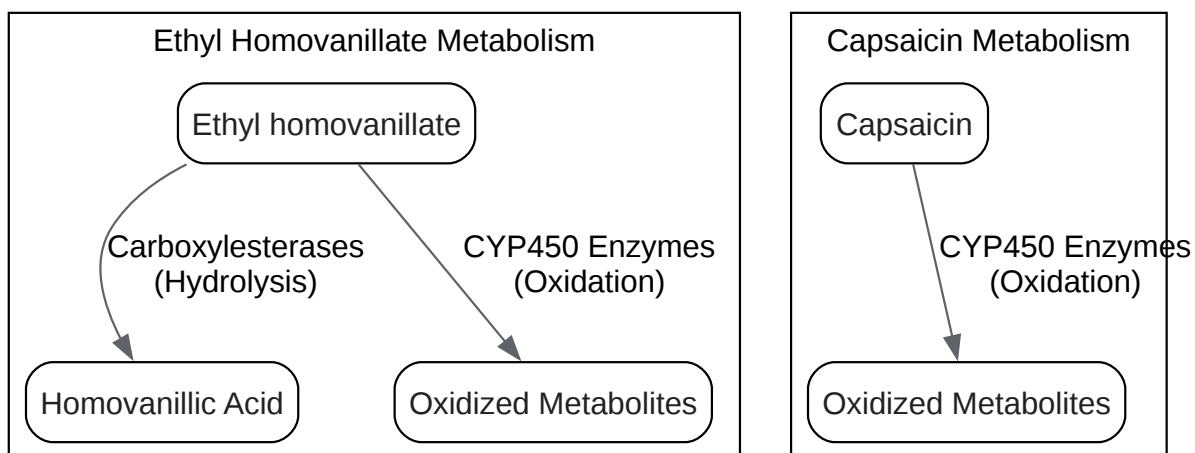 Ethyl Homovanillate Metabolism
Ethyl homovanillate
Carboxylesterases
(Hydrolysis)
CYP450 Enzymes
(Oxidation)
Homovanillic Acid
Oxidized Metabolites
Capsaicin Metabolism
Capsaicin
CYP450 Enzymes
(Oxidation)
Oxidized Metabolites